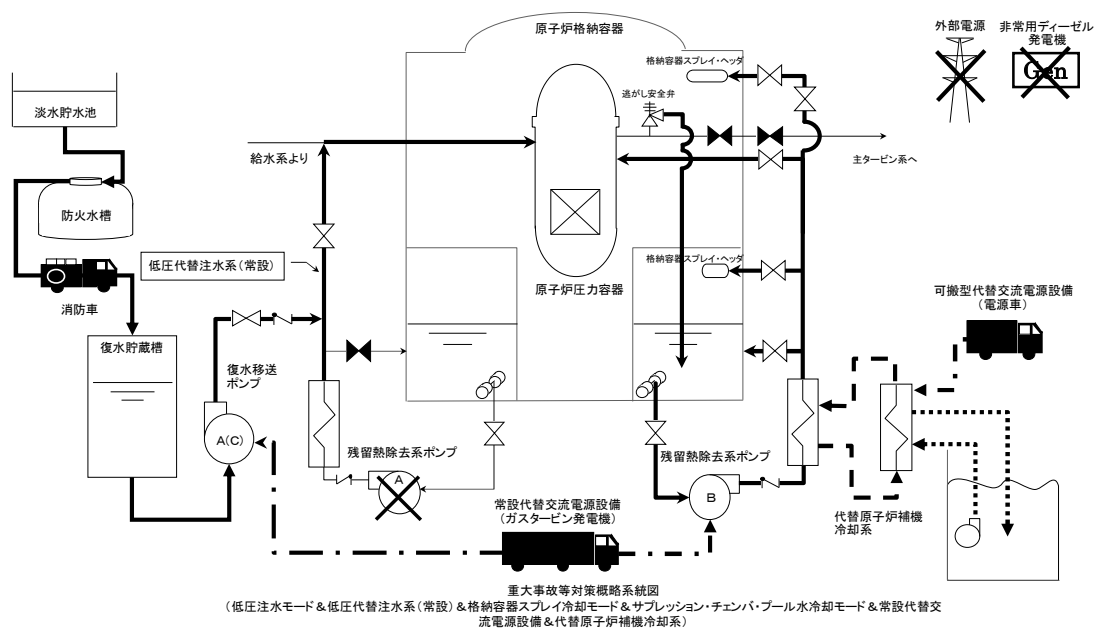 原子炉格納容器
外部電源
非常用ディーゼル
発電機
Gen
格納容器スプレイ・ヘッダ
逃がし安全弁
淡水貯水池
給水系より
主タービン系へ
防火水槽
低圧代替注水系(常設)
格納容器スプレイ・ヘッダ
原子炉圧力容器
消防車
可搬型代替交流電源設備
(電源車)
復水貯蔵槽
復水移送
ポンプ
A(C)
残留熱除去系ポンプ
A
残留熱除去系ポンプ
B
常設代替交流電源設備
(ガスタービン発電機)
代替原子炉補機
冷却系
重大事故等対策概略系統図
(低圧注水モード&低圧代替注水系(常設)&格納容器スプレイ冷却モード&サプレッション・チェンバ・プール水冷却モード&常設代替交
流電源設備&代替原子炉補機冷却系)